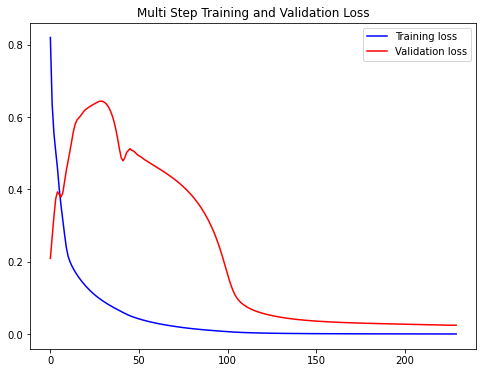 Multi Step Training and Validation Loss
Training loss
Validation loss
0.8
0.6
0.4
0.2
0.0
0 50 100 150 200